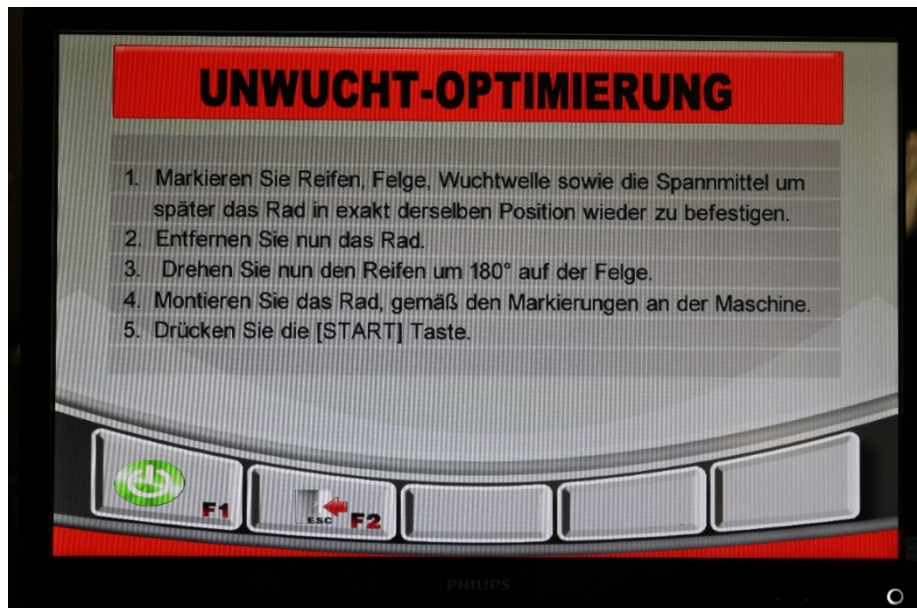 UNWUCHT-OPTIMIERUNG
1. Markieren Sie Reifen, Felge, Wuchtwelle sowie die Spannmittel um
später das Rad in exakt derselben Position wieder zu befestigen.
2. Entfernen Sie nun das Rad.
3. Drehen Sie nun den Reifen um 180° auf der Felge.
4. Montieren Sie das Rad, gemäß den Markierungen an der Maschine.
5. Drücken Sie die [START] Taste.
F1
ESC F2
PHILIPS